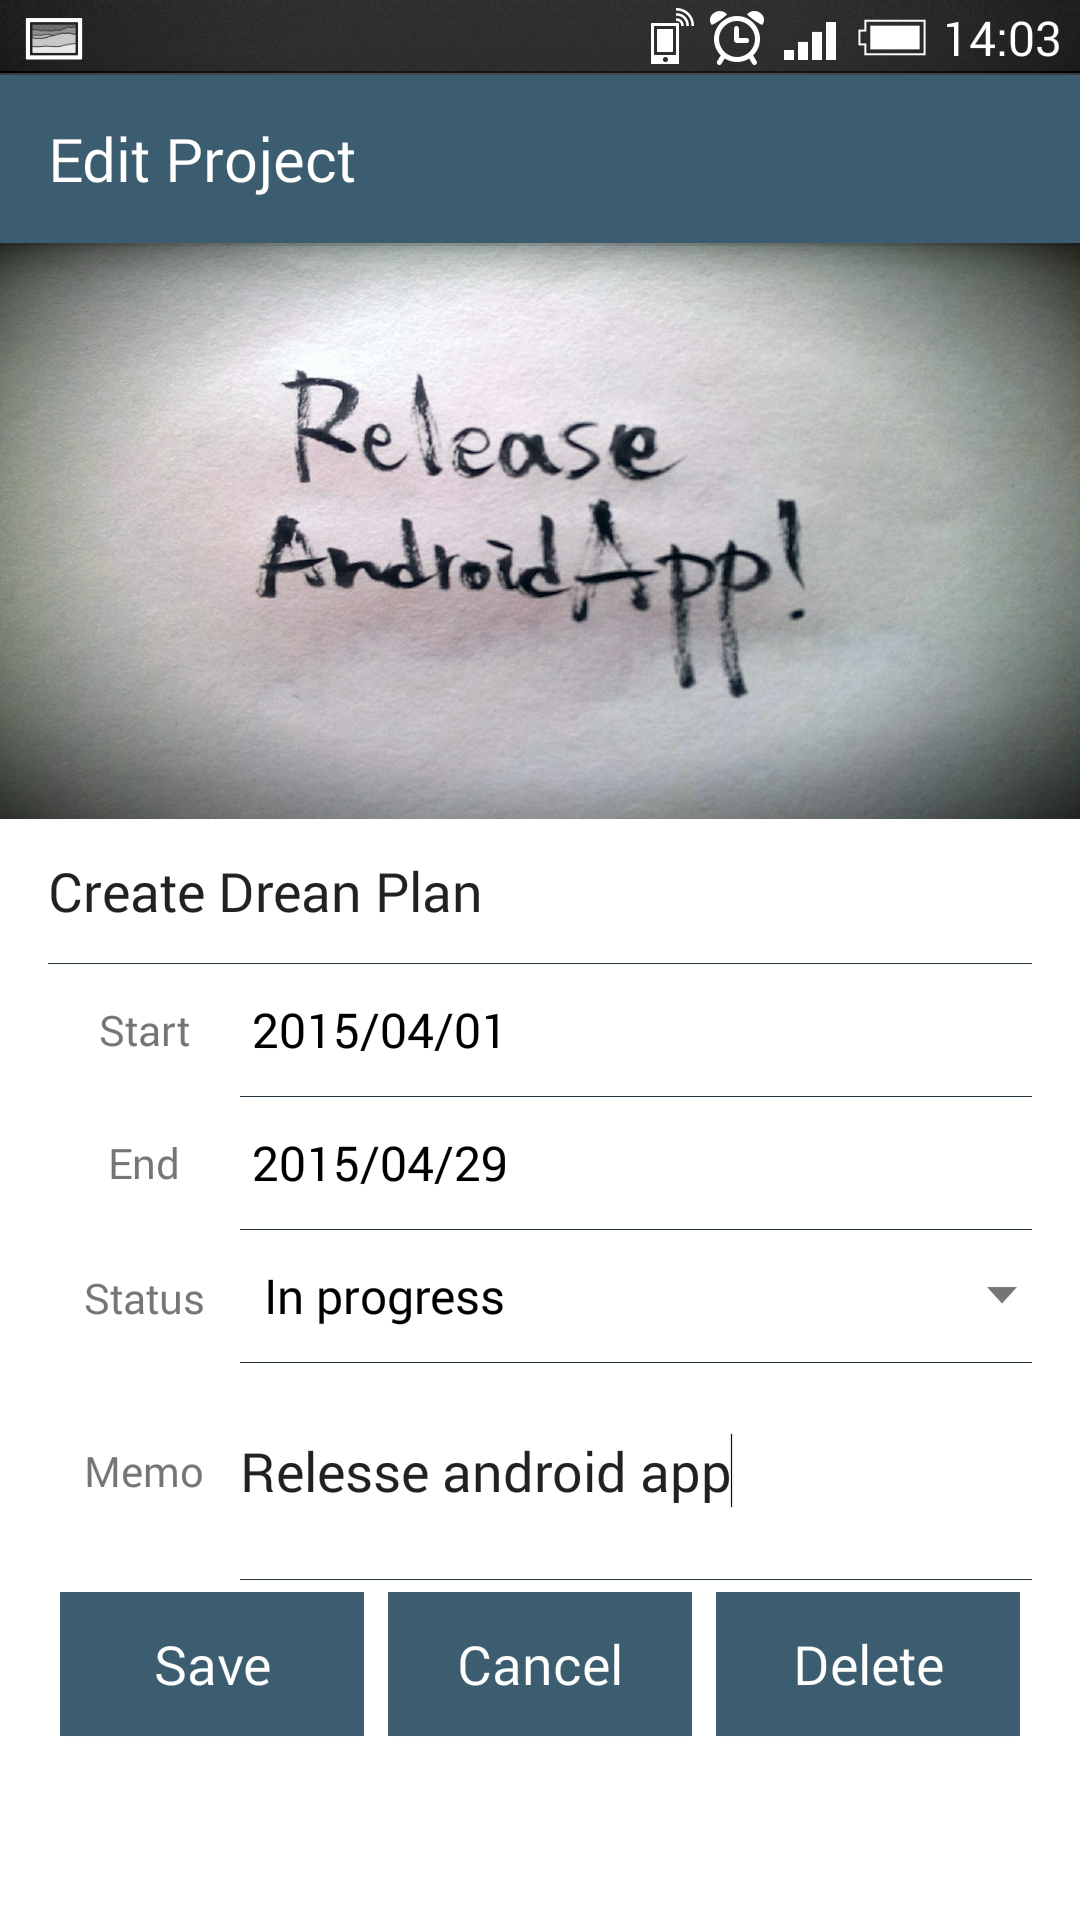 14:03
Edit Project
Release
Android App!
Create Drean Plan
Start 2015/04/01
End 2015/04/29
Status In progress
Memo Relesse android app
Save Cancel Delete